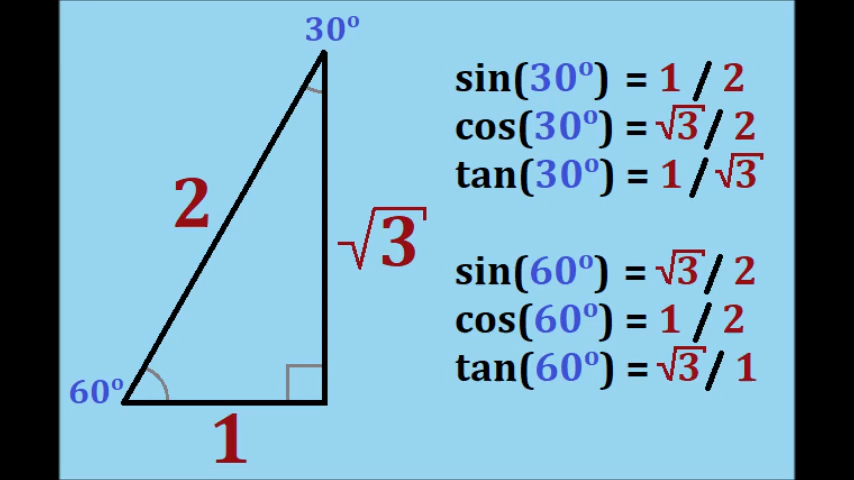 30º
2
√3
60º
1
sin(30º) = 1 / 2
cos(30º) = √3 / 2
tan(30º) = 1 / √3
sin(60º) = √3 / 2
cos(60º) = 1 / 2
tan(60º) = √3 / 1